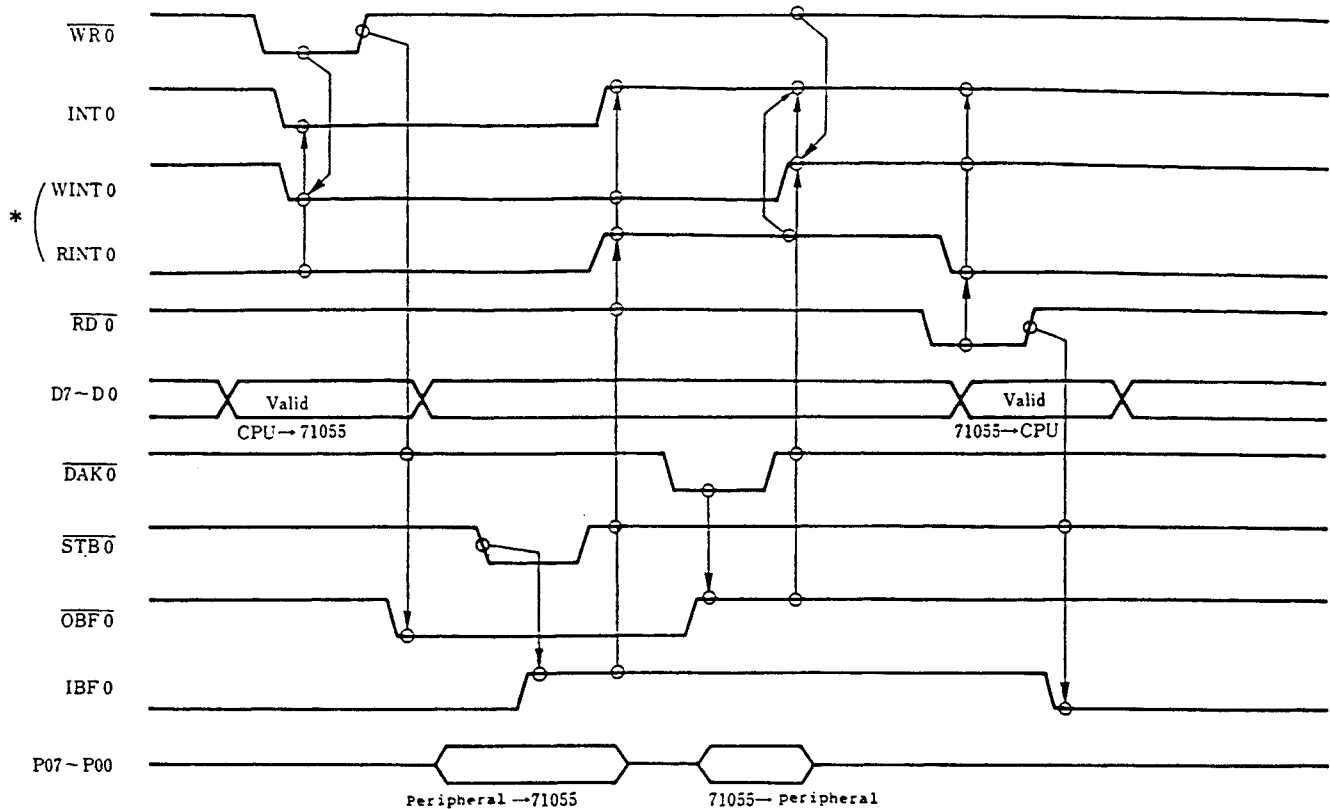 WR0
INT0
WINT0
*
RINT0
RD0
D7~D0
Valid
Valid
CPU→71055
71055→CPU
DAK0
STB0
OBF0
IBF0
P07~P00
Peripheral→71055
71055→Peripheral